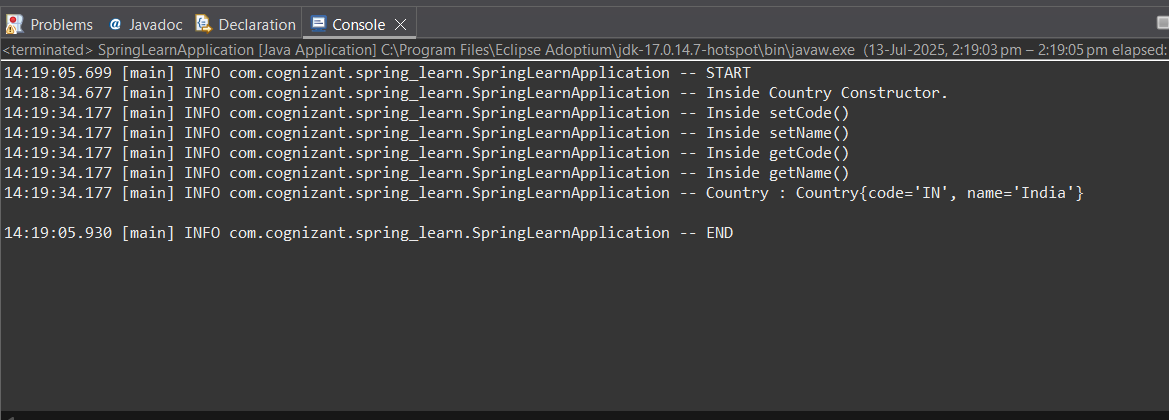 Problems @ Javadoc Declaration Console
<terminated> SpringLearnApplication [Java Application] C:\Program Files\Eclipse Adoptium\jdk-17.0.14.7-hotspot\bin\javaw.exe (13-Jul-2025, 2:19:03 pm – 2:19:05 pm elapsed:
14:19:05.699 [main] INFO com.cognizant.spring_learn.SpringLearnApplication -- START
14:18:34.677 [main] INFO com.cognizant.spring_learn.SpringLearnApplication -- Inside Country Constructor.
14:19:34.177 [main] INFO com.cognizant.spring_learn.SpringLearnApplication -- Inside setCode()
14:19:34.177 [main] INFO com.cognizant.spring_learn.SpringLearnApplication -- Inside setName()
14:19:34.177 [main] INFO com.cognizant.spring_learn.SpringLearnApplication -- Inside getCode()
14:19:34.177 [main] INFO com.cognizant.spring_learn.SpringLearnApplication -- Inside getName()
14:19:34.177 [main] INFO com.cognizant.spring_learn.SpringLearnApplication -- Country : Country{code='IN', name='India'}
14:19:05.930 [main] INFO com.cognizant.spring_learn.SpringLearnApplication -- END